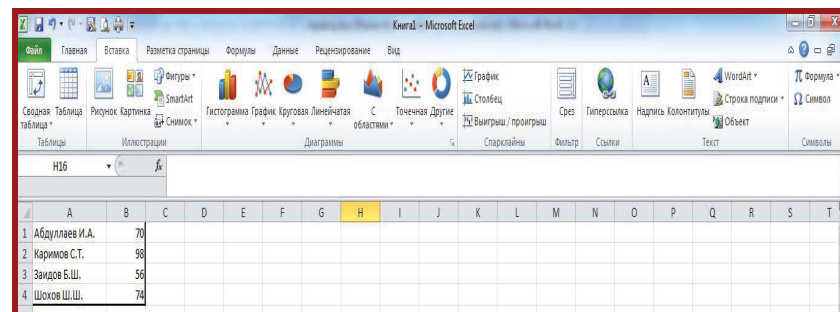 Книга1 - Microsoft Excel
Файл Главная Вставка Разметка страницы Формулы Данные Рецензирование Вид
Сводная таблица Таблица Рисунок Картинка Фигуры SmartArt Снимок Гистограмма График Круговая Линейчатая С областями Точечная Другие График Столбец Выигрыш / проигрыш Срез Гиперссылка Надпись Колонтитулы WordArt Строка подписи Объект Формула Символ
Таблицы Иллюстрации Диаграммы Спарклайны Фильтр Ссылки Текст Символы
H16 fx
A B C D E F G H I J K L M N O P Q R S T
1 Абдуллаев И.А. 70
2 Каримов С.Т. 98
3 Заидов Б.Ш. 56
4 Шохов Ш.Ш. 74